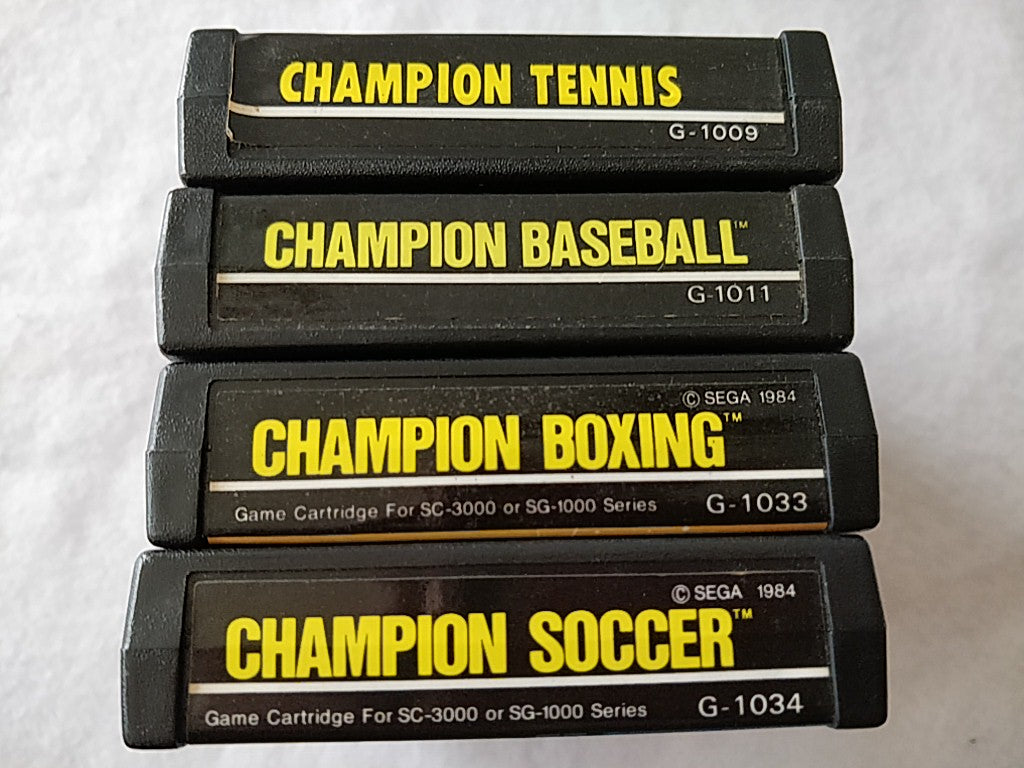 CHAMPION TENNIS
G-1009
CHAMPION BASEBALL™
G-1011
© SEGA 1984
CHAMPION BOXING™
Game Cartridge For SC-3000 or SG-1000 Series G-1033
© SEGA 1984
CHAMPION SOCCER™
Game Cartridge For SC-3000 or SG-1000 Series G-1034